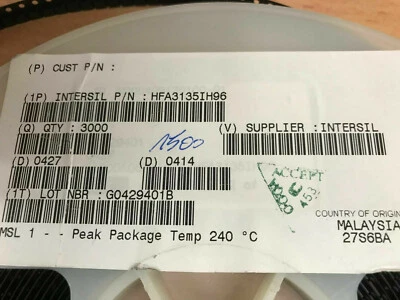 (P) CUST P/N :
(1P) INTERSIL P/N : HFA3135IH96
(Q) QTY : 3000
1500
(V) SUPPLIER : INTERSIL
(D) 0427
(D) 0414
ACCEPT
(1T) LOT NBR : G0429401B
COUNTRY OF ORIGIN
MALAYSIA
MSL 1 - - Peak Package Temp 240 °C
27S6BA